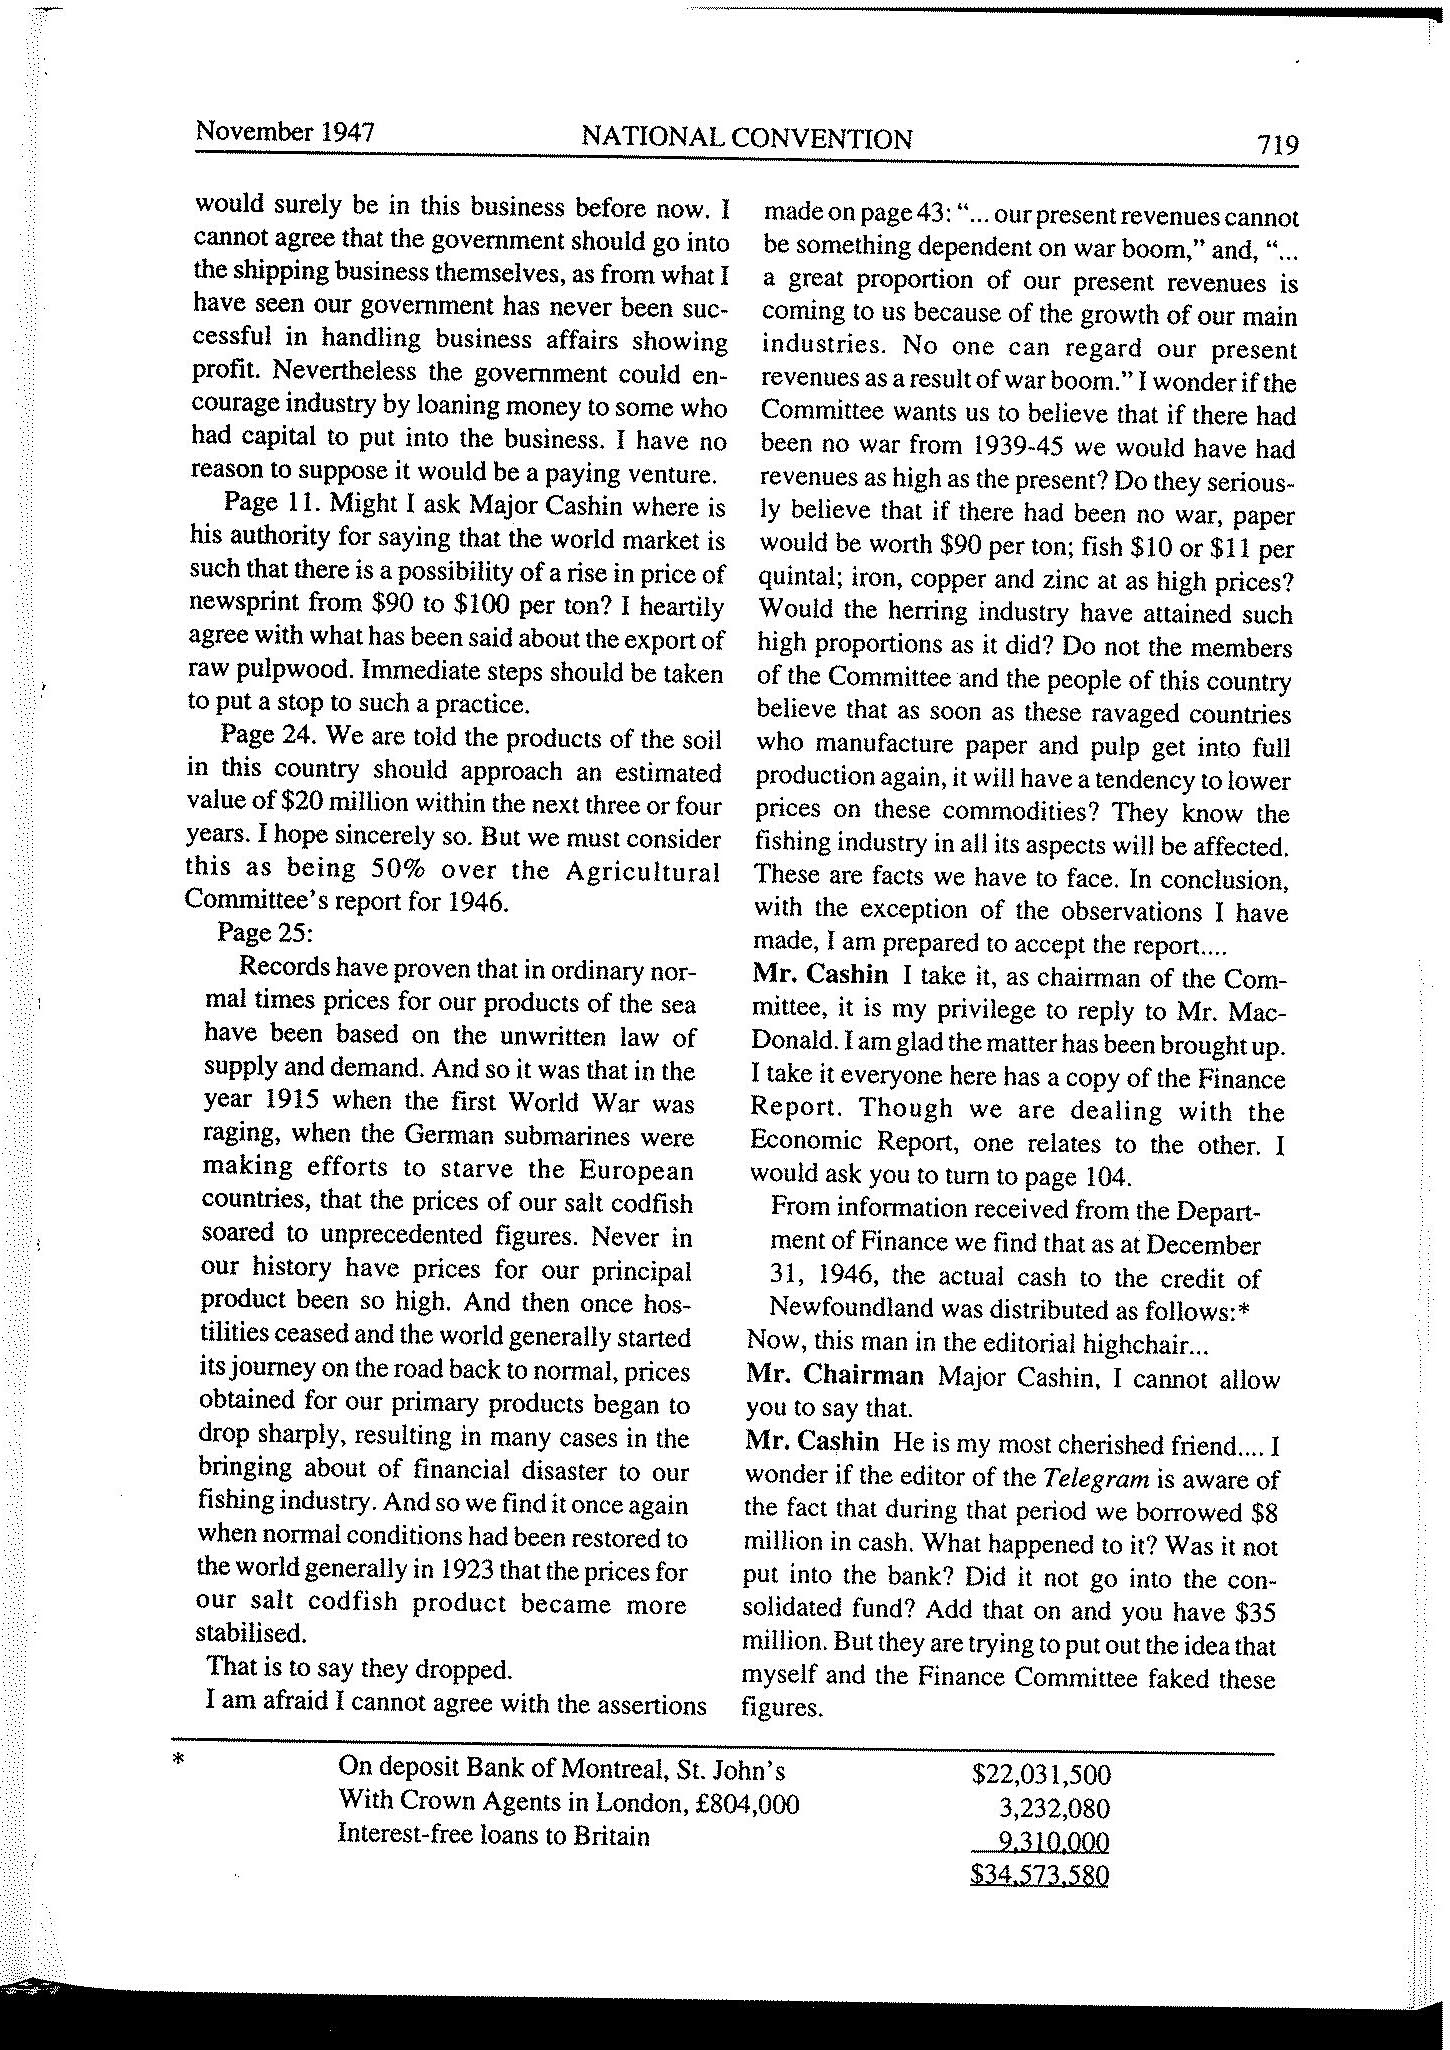 November 1947
NATIONAL CONVENTION
719
would surely be in this business before now. I
cannot agree that the government should go into
the shipping business themselves, as from what I
have seen our government has never been suc-
cessful in handling business affairs showing
profit. Nevertheless the government could en-
courage industry by loaning money to some who
had capital to put into the business. I have no
reason to suppose it would be a paying venture.
Page 11. Might I ask Major Cashin where is
his authority for saying that the world market is
such that there is a possibility of a rise in price of
newsprint from $90 to $100 per ton? I heartily
agree with what has been said about the export of
raw pulpwood. Immediate steps should be taken
to put a stop to such a practice.
Page 24. We are told the products of the soil
in this country should approach an estimated
value of $20 million within the next three or four
years. I hope sincerely so. But we must consider
this as being 50% over the Agricultural
Committee's report for 1946.
Page 25:
Records have proven that in ordinary nor-
mal times prices for our products of the sea
have been based on the unwritten law of
supply and demand. And so it was that in the
year 1915 when the first World War was
raging, when the German submarines were
making efforts to starve the European
countries, that the prices of our salt codfish
soared to unprecedented figures. Never in
our history have prices for our principal
product been so high. And then once hos-
tilities ceased and the world generally started
its journey on the road back to normal, prices
obtained for our primary products began to
drop sharply, resulting in many cases in the
bringing about of financial disaster to our
fishing industry. And so we find it once again
when normal conditions had been restored to
the world generally in 1923 that the prices for
our salt codfish product became more
stabilised.
That is to say they dropped.
I am afraid I cannot agree with the assertions
made on page 43: "... our present revenues cannot
be something dependent on war boom," and, "...
a great proportion of our present revenues is
coming to us because of the growth of our main
industries. No one can regard our present
revenues as a result of war boom." I wonder if the
Committee wants us to believe that if there had
been no war from 1939-45 we would have had
revenues as high as the present? Do they serious-
ly believe that if there had been no war, paper
would be worth $90 per ton; fish $10 or $11 per
quintal; iron, copper and zinc at as high prices?
Would the herring industry have attained such
high proportions as it did? Do not the members
of the Committee and the people of this country
believe that as soon as these ravaged countries
who manufacture paper and pulp get into full
production again, it will have a tendency to lower
prices on these commodities? They know the
fishing industry in all its aspects will be affected.
These are facts we have to face. In conclusion,
with the exception of the observations I have
made, I am prepared to accept the report....
Mr. Cashin I take it, as chairman of the Com-
mittee, it is my privilege to reply to Mr. Mac-
Donald. I am glad the matter has been brought up.
I take it everyone here has a copy of the Finance
Report. Though we are dealing with the
Economic Report, one relates to the other. I
would ask you to turn to page 104.
From information received from the Depart-
ment of Finance we find that as at December
31, 1946, the actual cash to the credit of
Newfoundland was distributed as follows:*
Now, this man in the editorial highchair...
Mr. Chairman Major Cashin, I cannot allow
you to say that.
Mr. Cashin He is my most cherished friend.... I
wonder if the editor of the Telegram is aware of
the fact that during that period we borrowed $8
million in cash. What happened to it? Was it not
put into the bank? Did it not go into the con-
solidated fund? Add that on and you have $35
million. But they are trying to put out the idea that
myself and the Finance Committee faked these
figures.
* On deposit Bank of Montreal, St. John's $22,031,500
With Crown Agents in London, £804,000 3,232,080
Interest-free loans to Britain 9,310,000
$34,573,580